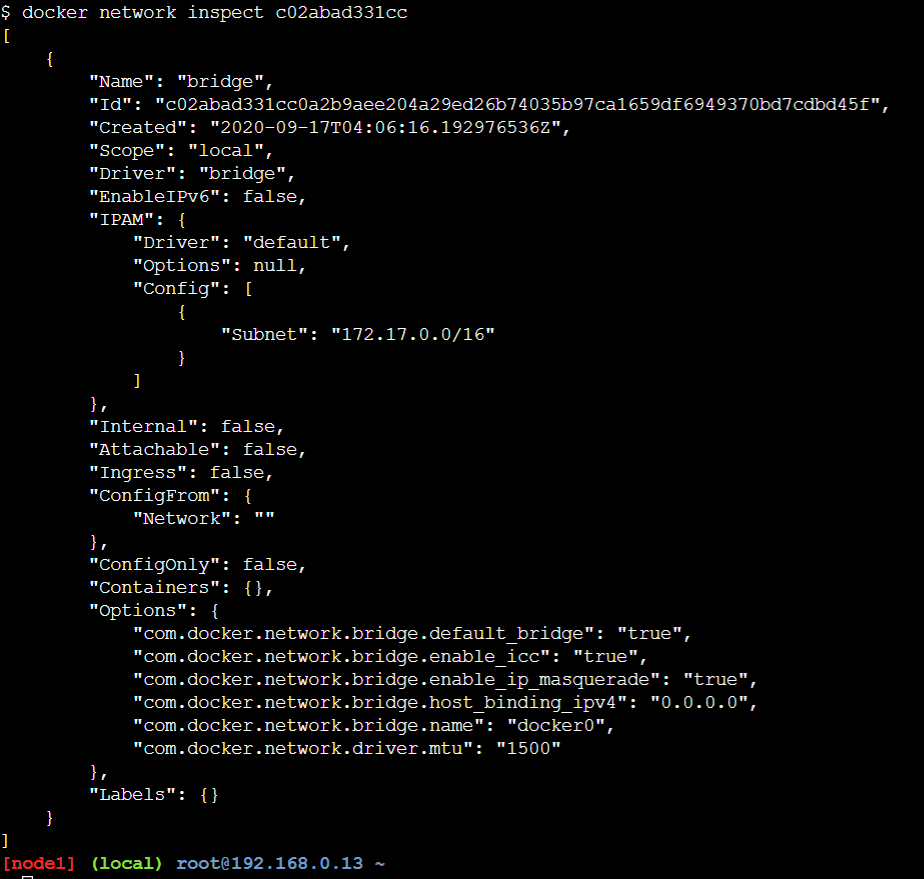 $ docker network inspect c02abad331cc
[
    {
        "Name": "bridge",
        "Id": "c02abad331cc0a2b9aee204a29ed26b74035b97ca1659df6949370bd7cdbd45f",
        "Created": "2020-09-17T04:06:16.192976536Z",
        "Scope": "local",
        "Driver": "bridge",
        "EnableIPv6": false,
        "IPAM": {
            "Driver": "default",
            "Options": null,
            "Config": [
                {
                    "Subnet": "172.17.0.0/16"
                }
            ]
        },
        "Internal": false,
        "Attachable": false,
        "Ingress": false,
        "ConfigFrom": {
            "Network": ""
        },
        "ConfigOnly": false,
        "Containers": {},
        "Options": {
            "com.docker.network.bridge.default_bridge": "true",
            "com.docker.network.bridge.enable_icc": "true",
            "com.docker.network.bridge.enable_ip_masquerade": "true",
            "com.docker.network.bridge.host_binding_ipv4": "0.0.0.0",
            "com.docker.network.bridge.name": "docker0",
            "com.docker.network.driver.mtu": "1500"
        },
        "Labels": {}
    }
]
[node1] (local) root@192.168.0.13 ~